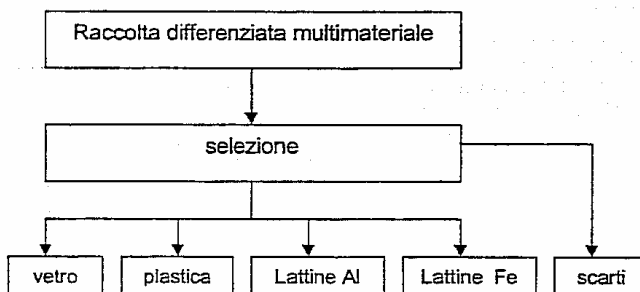 Raccolta differenziata multimateriale
selezione
vetro
plastica
Lattine Al
Lattine Fe
scarti